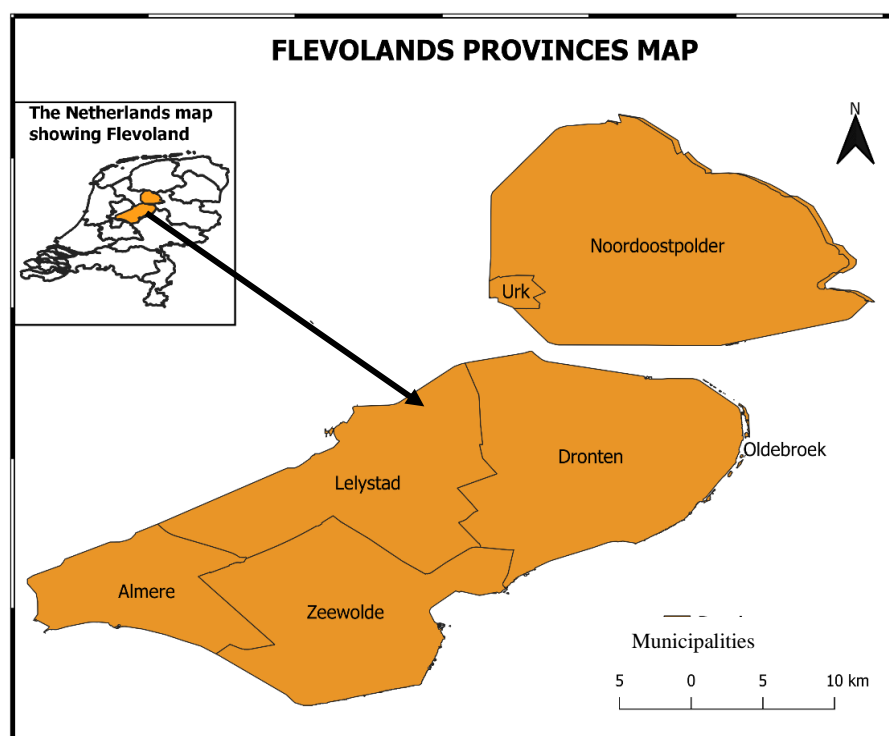 FLEVOLANDS PROVINCES MAP
The Netherlands map
showing Flevoland
N
Noordoostpolder
Urk
Dronten
Oldebroek
Lelystad
Almere
Zeewolde
Municipalities
5 0 5 10 km